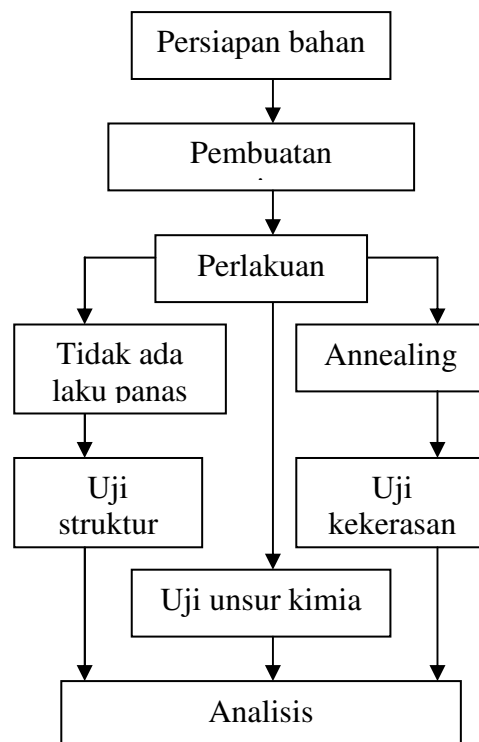 Persiapan bahan
Pembuatan
Perlakuan
Tidak ada
laku panas
Annealing
Uji
struktur
Uji
kekerasan
Uji unsur kimia
Analisis